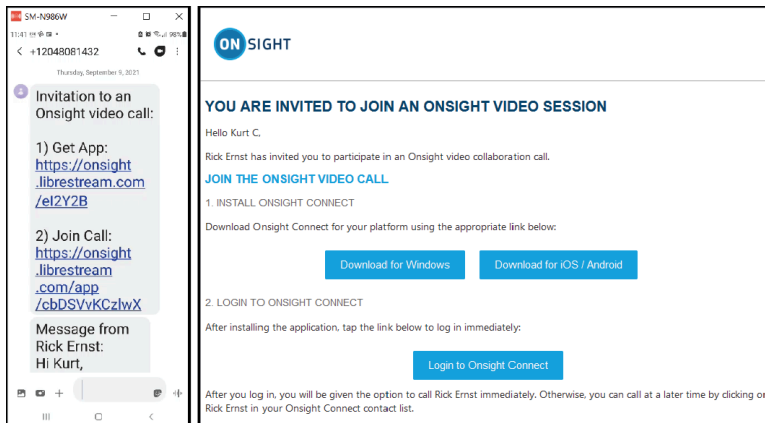 SM-N986W
11:41
98%
+12048081432
Thursday, September 9, 2021
Invitation to an
Onsight video call:
1) Get App:
https://onsight
.librestream.com
/eI2Y2B
2) Join Call:
https://onsight
.librestream
.com/app
/cbDSVvKCzlwX
Message from
Rick Ernst:
Hi Kurt,
ONSIGHT
YOU ARE INVITED TO JOIN AN ONSIGHT VIDEO SESSION
Hello Kurt C,
Rick Ernst has invited you to participate in an Onsight video collaboration call.
JOIN THE ONSIGHT VIDEO CALL
1. INSTALL ONSIGHT CONNECT
Download Onsight Connect for your platform using the appropriate link below:
Download for Windows
Download for iOS / Android
2. LOGIN TO ONSIGHT CONNECT
After installing the application, tap the link below to log in immediately:
Login to Onsight Connect
After you log in, you will be given the option to call Rick Ernst immediately. Otherwise, you can call at a later time by clicking on
Rick Ernst in your Onsight Connect contact list.